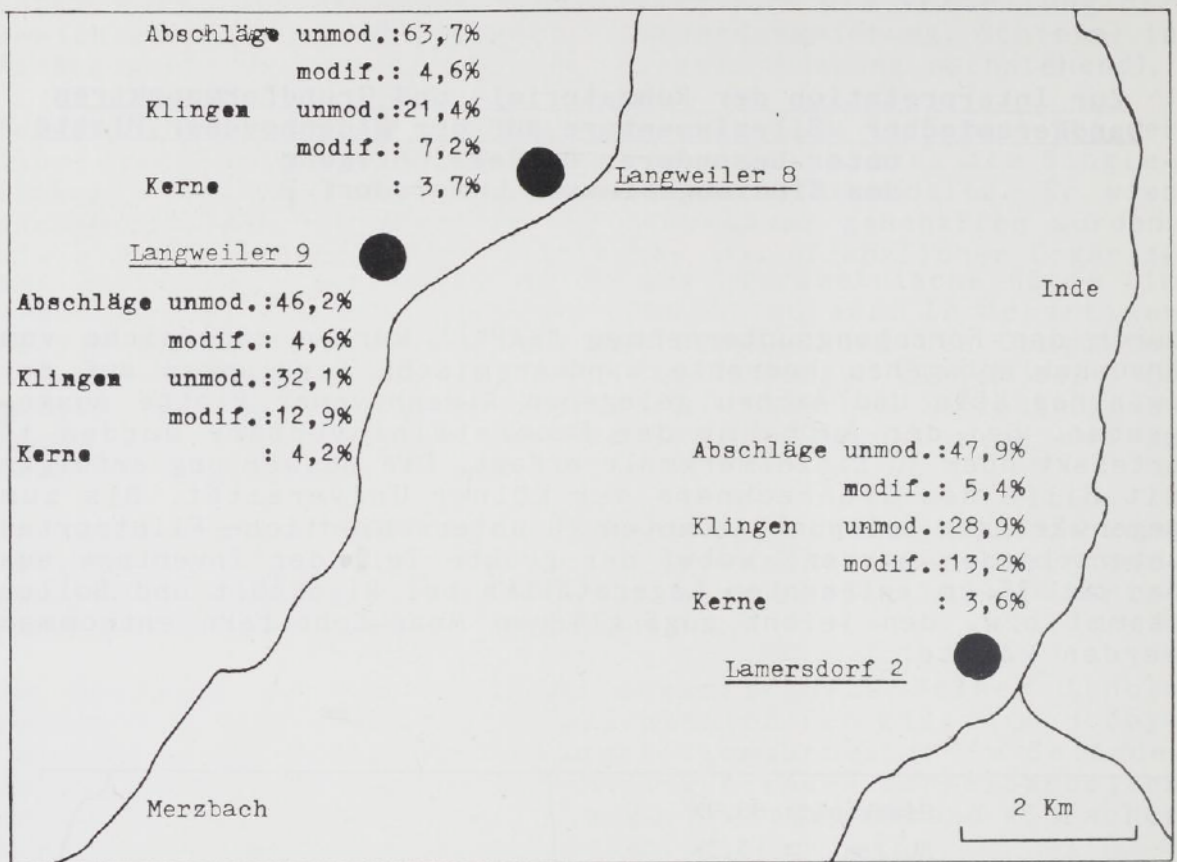 Abschläge unmod.:63,7%
modif.: 4,6%
Klingen unmod.:21,4%
modif.: 7,2%
Kerne : 3,7%
Langweiler 8
Langweiler 9
Abschläge unmod.:46,2%
modif.: 4,6%
Klingen unmod.:32,1%
modif.:12,9%
Kerne : 4,2%
Inde
Abschläge unmod.:47,9%
modif.: 5,4%
Klingen unmod.:28,9%
modif.:13,2%
Kerne : 3,6%
Lamersdorf 2
Merzbach
2 Km